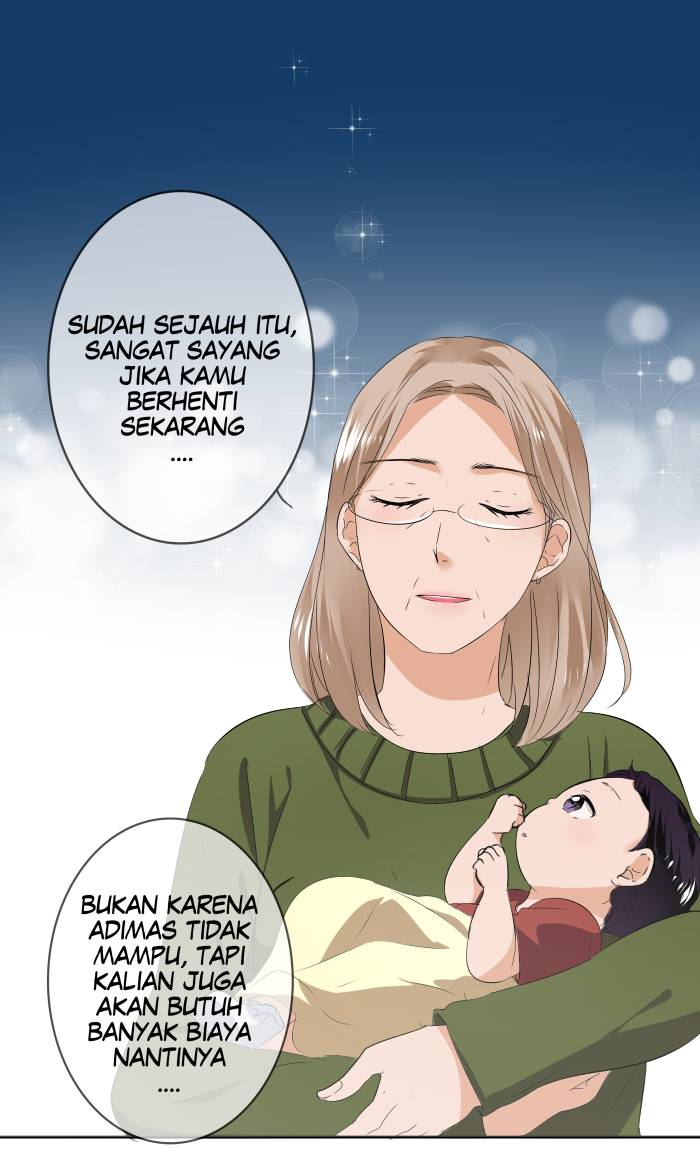 SUDAH SEJAUH ITU,
SANGAT SAYANG
JIKA KAMU
BERHENTI
SEKARANG
....
BUKAN KARENA
ADIMAS TIDAK
MAMPU, TAPI
KALIAN JUGA
AKAN BUTUH
BANYAK BIAYA
NANTINYA
....